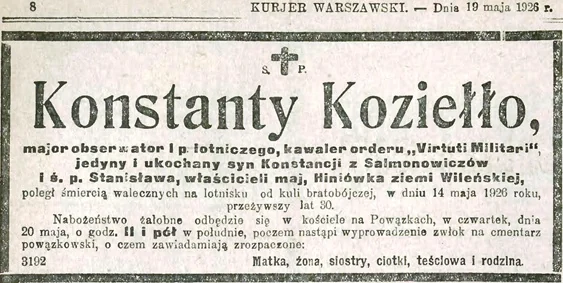 8 KURJER WARSZAWSKI. — Dnia 19 maja 1926 r.
Ś. P.
Konstanty Koziełło,
major obserwator I p. lotniczego, kawaler orderu „Virtuti Militari”,
jedyny i ukochany syn Konstancji z Salmonowiczów
i ś. p. Stanisława, właścicieli maj, Hiniówka ziemi Wileńskiej,
poległ śmiercią walecznych na lotnisku od kuli bratobójczej, w dniu 14 maja 1926 roku,
przeżywszy lat 30.
Nabożeństwo żałobne odbędzie się w kościele na Powązkach, w czwartek, dnia
20 maja, o godz. II i pół w południe, poczem nastąpi wyprowadzenie zwłok na cmentarz
powązkowski, o czem zawiadamiają zrozpaczone:
3192 Matka, żona, siostry, ciotki, teściowa i rodzina.